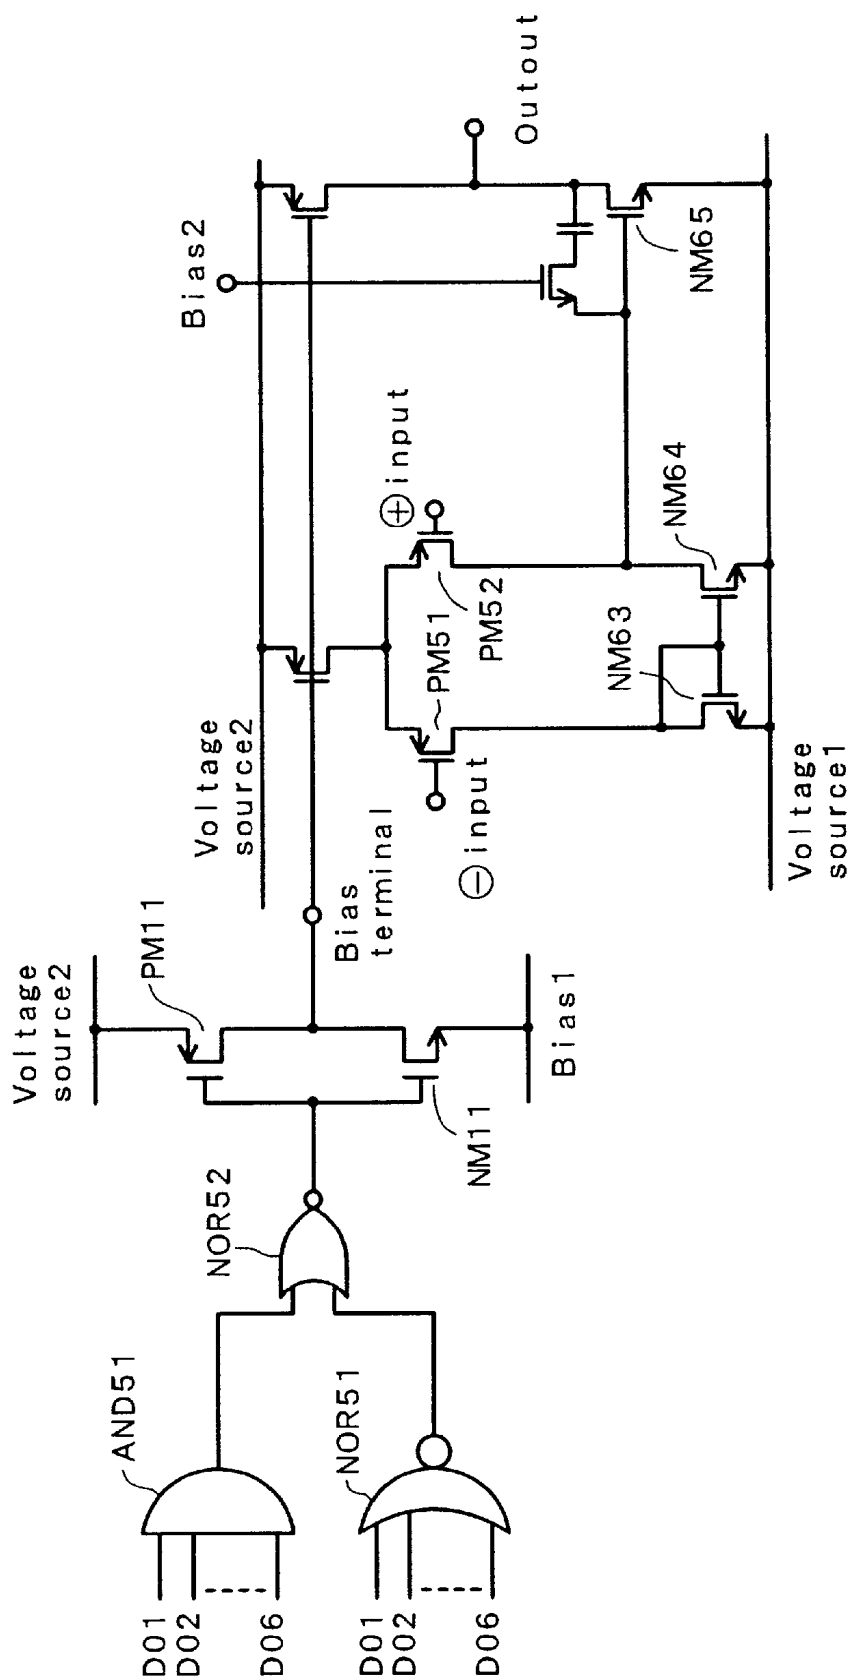 D01
D02
D06
AND51
D01
D02
D06
NOR51
NOR52
Voltage
source2
PM11
NM11
Bias1
Bias
terminal
Voltage
source2
Bias2
⊖input
PM51
⊕input
PM52
NM63
NM64
NM65
Outout
Voltage
source1